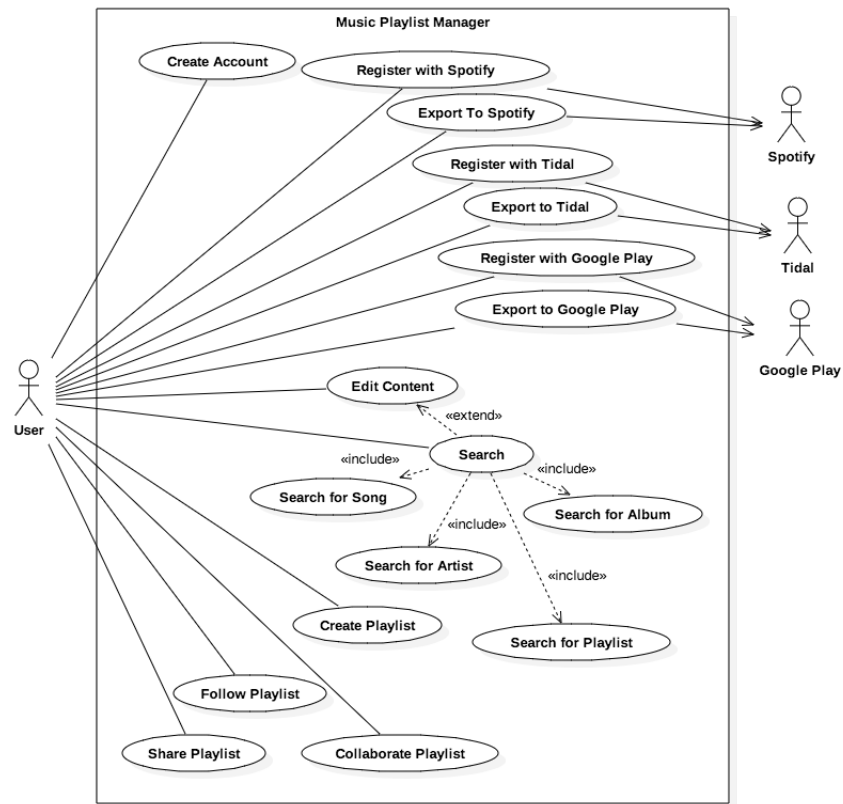 Music Playlist Manager
Create Account
Register with Spotify
Export To Spotify
Spotify
Register with Tidal
Export to Tidal
Tidal
Register with Google Play
Export to Google Play
Google Play
User
Edit Content
«extend»
Search
«include»
«include»
Search for Song
Search for Album
«include»
Search for Artist
«include»
Create Playlist
Search for Playlist
Follow Playlist
Share Playlist
Collaborate Playlist